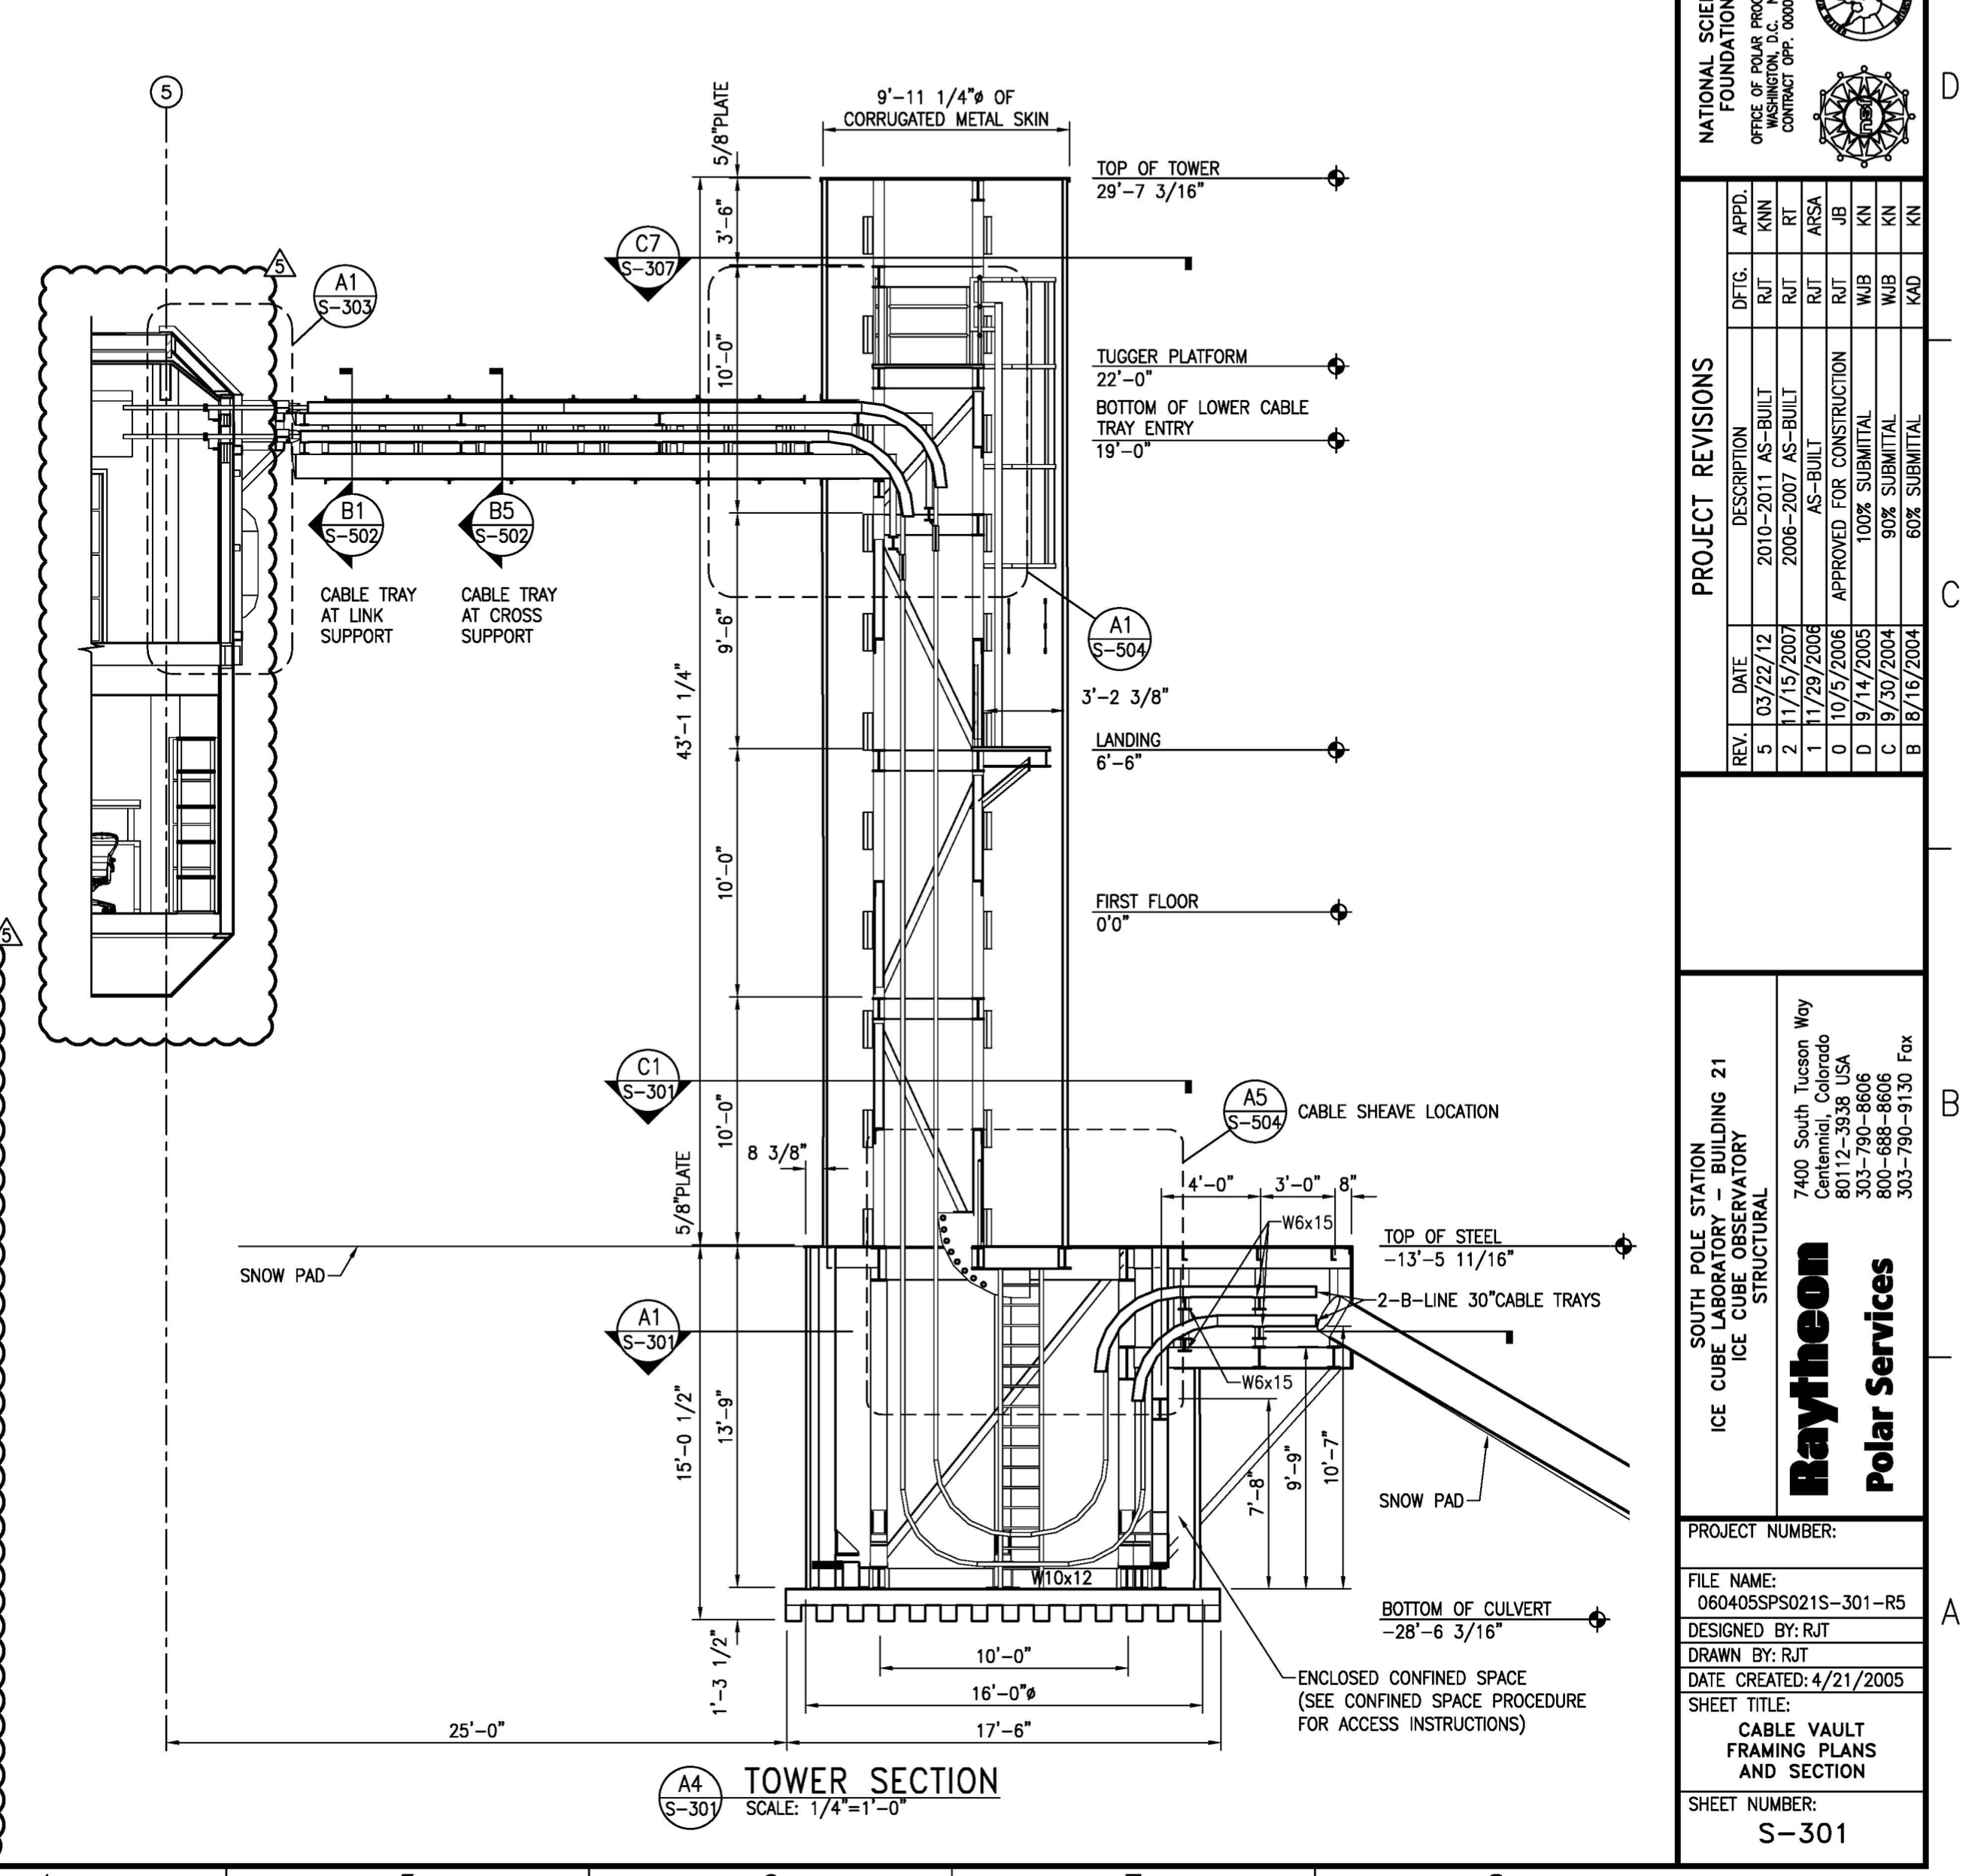 5
5/8"PLATE
9'-11 1/4"ø OF
CORRUGATED METAL SKIN
3'-6"
TOP OF TOWER
29'-7 3/16"
C7
S-307
5
A1
S-303
10'-0"
TUGGER PLATFORM
22'-0"
BOTTOM OF LOWER CABLE
TRAY ENTRY
19'-0"
B1
S-502
B5
S-502
CABLE TRAY
AT LINK
SUPPORT
CABLE TRAY
AT CROSS
SUPPORT
9'-6"
A1
S-504
43'-1 1/4"
3'-2 3/8"
LANDING
6'-6"
10'-0"
FIRST FLOOR
0'0"
5
C1
S-301
10'-0"
A5
S-504
CABLE SHEAVE LOCATION
8 3/8"
5/8"PLATE
4'-0"
3'-0"
8"
W6x15
TOP OF STEEL
-13'-5 11/16"
SNOW PAD
2-B-LINE 30"CABLE TRAYS
A1
S-301
W6x15
15'-0 1/2"
13'-9"
7'-8"
9'-9"
10'-7"
SNOW PAD
W10x12
BOTTOM OF CULVERT
-28'-6 3/16"
1'-3 1/2"
10'-0"
16'-0"ø
25'-0"
17'-6"
ENCLOSED CONFINED SPACE
(SEE CONFINED SPACE PROCEDURE
FOR ACCESS INSTRUCTIONS)
A4
S-301
TOWER SECTION
SCALE: 1/4"=1'-0"
NATIONAL
FOUNDATION
OFFICE OF POLAR
WASHINGTON, D.C.
CONTRACT OPP.
nsf
PROJECT REVISIONS
REV. DATE DESCRIPTION DFTG. APPD.
5 03/22/12 2010-2011 AS-BUILT RJT KNN
2 11/15/2007 2006-2007 AS-BUILT RJT RT
1 11/29/2006 AS-BUILT RJT ARSA
0 10/5/2006 APPROVED FOR CONSTRUCTION RJT JB
D 9/14/2005 100% SUBMITTAL WJB KN
C 9/30/2004 90% SUBMITTAL WJB KN
B 8/16/2004 60% SUBMITTAL KAD KN
SOUTH POLE STATION
ICE CUBE LABORATORY - BUILDING 21
ICE CUBE OBSERVATORY
STRUCTURAL
Raytheon
Polar Services
7400 South Tucson Way
Centennial, Colorado
80112-3938 USA
303-790-8606
800-688-8606
303-790-9130 Fax
PROJECT NUMBER:
FILE NAME:
060405SPS021S-301-R5
DESIGNED BY: RJT
DRAWN BY: RJT
DATE CREATED: 4/21/2005
SHEET TITLE:
CABLE VAULT
FRAMING PLANS
AND SECTION
SHEET NUMBER:
S-301
D
C
B
A